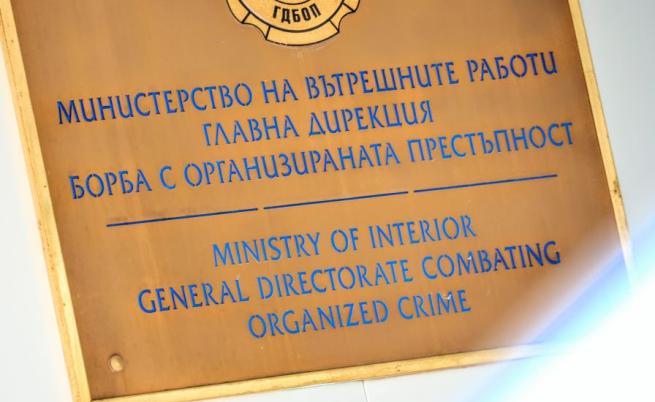 ГДБОП
МИНИСТЕРСТВО НА ВЪТРЕШНИТЕ РАБОТИ
ГЛАВНА ДИРЕКЦИЯ
БОРБА С ОРГАНИЗИРАНАТА ПРЕСТЪПНОСТ
MINISTRY OF INTERIOR
GENERAL DIRECTORATE COMBATING
ORGANIZED CRIME